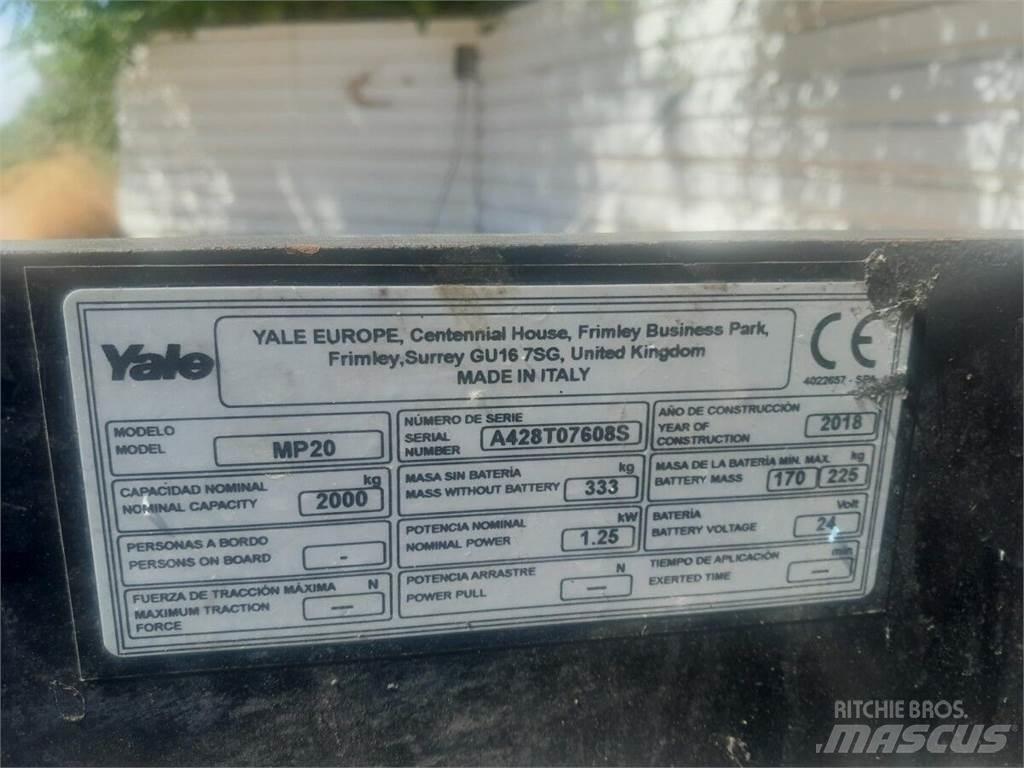 Yale
YALE EUROPE, Centennial House, Frimley Business Park,
Frimley,Surrey GU16 7SG, United Kingdom
MADE IN ITALY
CE
4022657 - SPA
MODELO
MODEL
MP20
NÚMERO DE SERIE
SERIAL
NUMBER
A428T07608S
AÑO DE CONSTRUCCIÓN
YEAR OF
CONSTRUCTION
2018
CAPACIDAD NOMINAL kg
NOMINAL CAPACITY 2000
MASA SIN BATERÍA kg
MASS WITHOUT BATTERY 333
MASA DE LA BATERÍA MIN. MAX. kg
BATTERY MASS 170 225
PERSONAS A BORDO
PERSONS ON BOARD -
POTENCIA NOMINAL kW
NOMINAL POWER 1.25
BATERÍA Volt
BATTERY VOLTAGE 24
FUERZA DE TRACCIÓN MÁXIMA N
MAXIMUM TRACTION
FORCE --
POTENCIA ARRASTRE N
POWER PULL --
TIEMPO DE APLICACIÓN min
EXERTED TIME --
RITCHIE BROS.
MASCUS